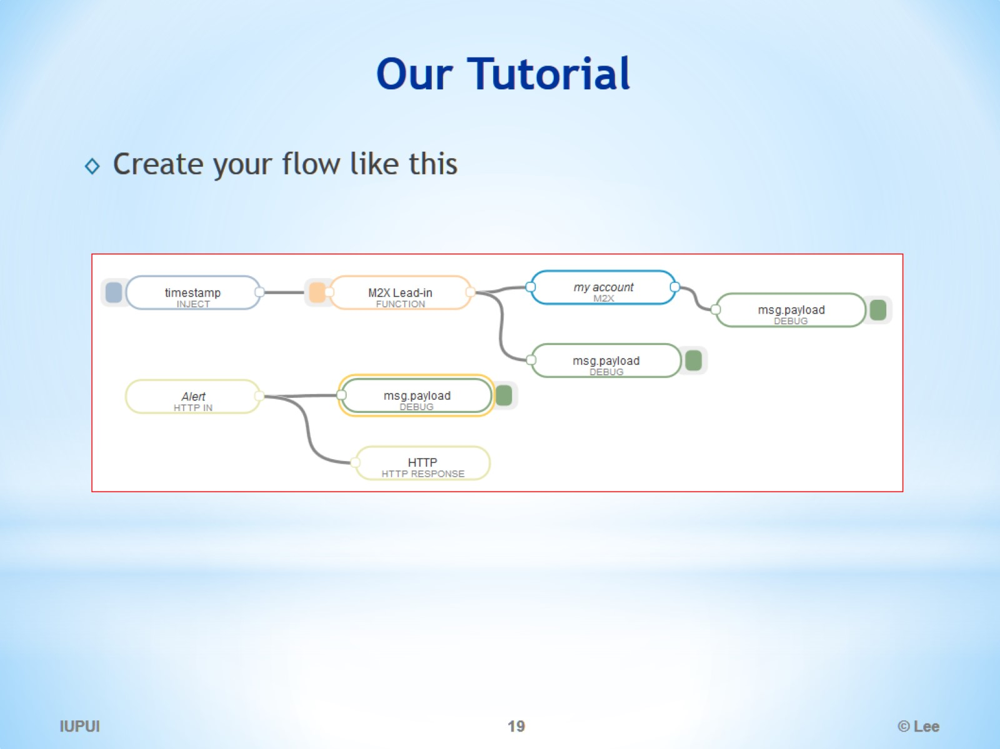 Our Tutorial
Create your flow like this
timestamp
INJECT
M2X Lead-in
FUNCTION
my account
M2X
msg.payload
DEBUG
msg.payload
DEBUG
Alert
HTTP IN
msg.payload
DEBUG
HTTP
HTTP RESPONSE
IUPUI
19
© Lee